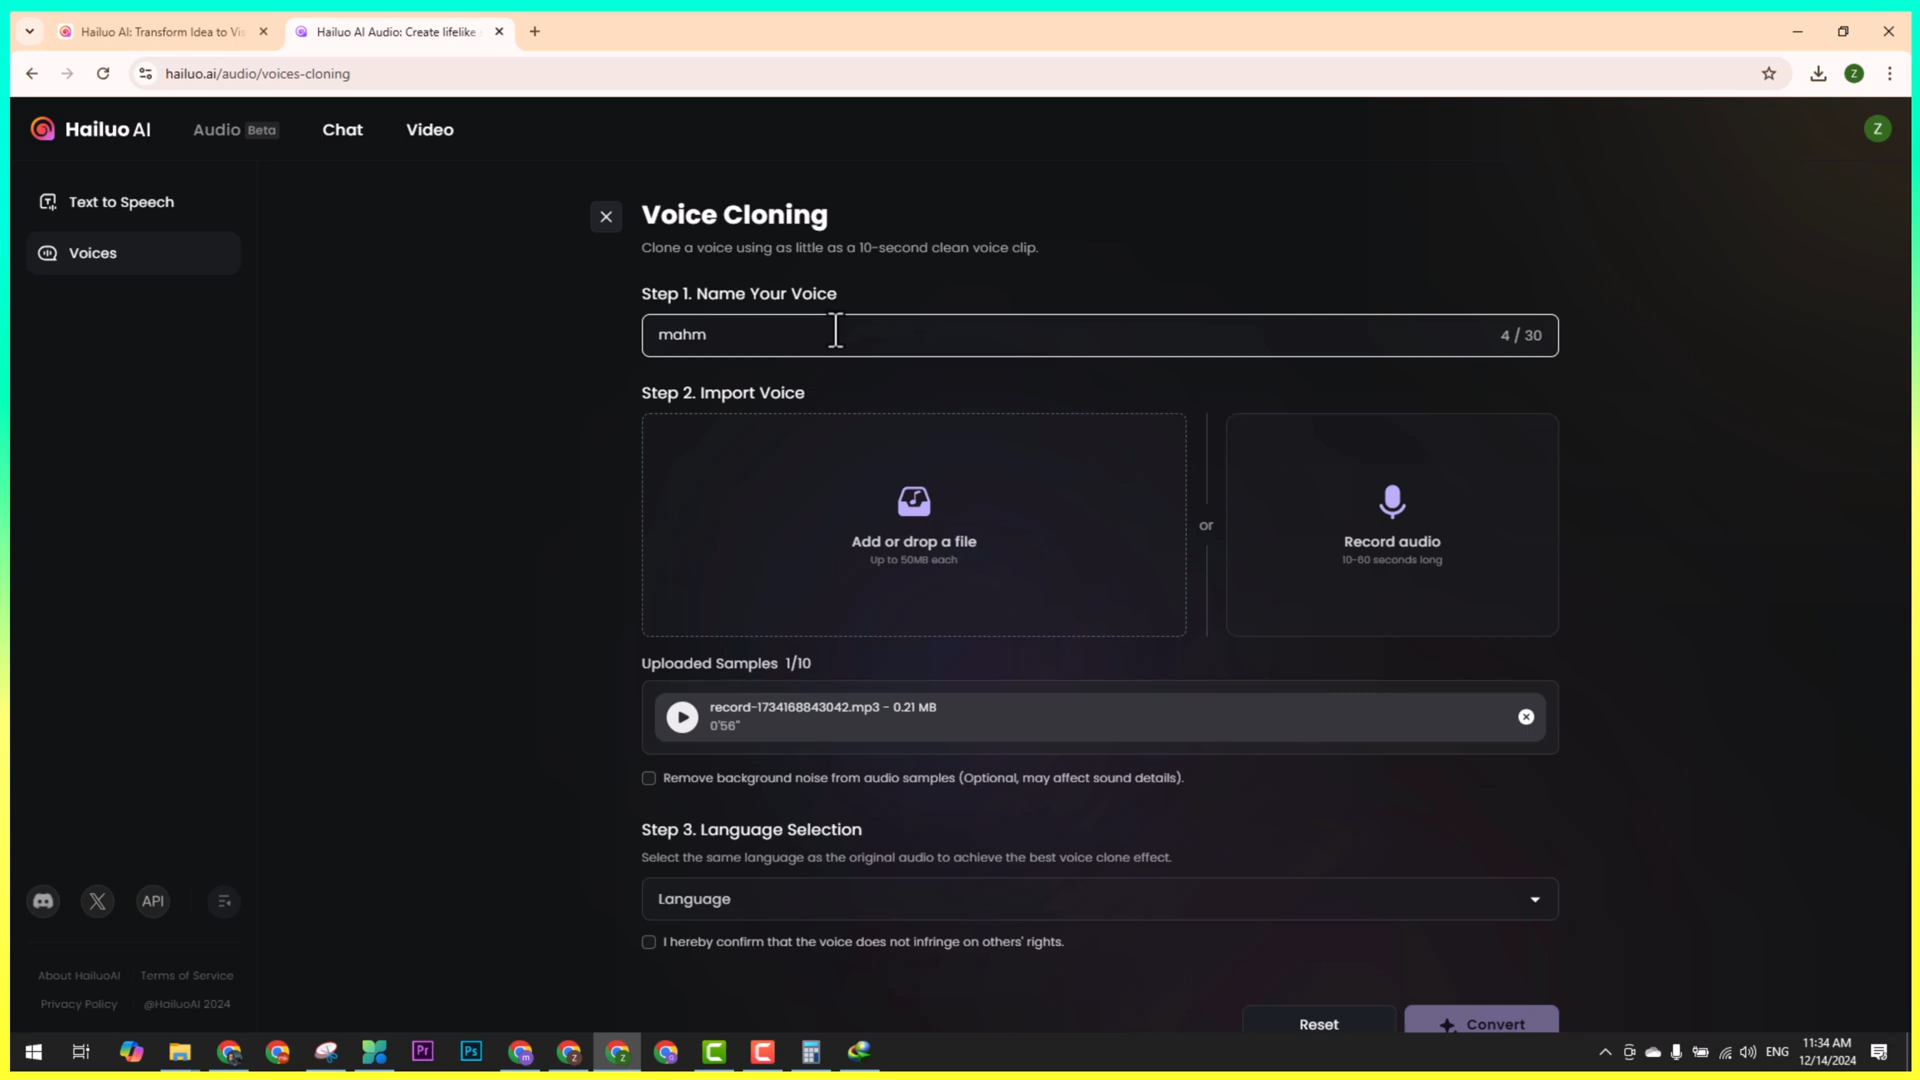 Hailuo AI: Transform Idea to Vis
Hailuo AI Audio: Create lifelike
hailuo.ai/audio/voices-cloning
Z
Hailuo AI
Audio Beta
Chat
Video
Z
Text to Speech
Voices
Voice Cloning
Clone a voice using as little as a 10-second clean voice clip.
Step 1. Name Your Voice
mahm
4 / 30
Step 2. Import Voice
Add or drop a file
Up to 50MB each
or
Record audio
10-60 seconds long
Uploaded Samples 1/10
record-1734168843042.mp3 - 0.21 MB
0'56"
Remove background noise from audio samples (Optional, may affect sound details).
Step 3. Language Selection
Select the same language as the original audio to achieve the best voice clone effect.
Language
I hereby confirm that the voice does not infringe on others' rights.
Reset
Convert
API
About HailuoAI
Terms of Service
Privacy Policy
@HailuoAI 2024
Pr
Ps
ENG
11:34 AM
12/14/2024